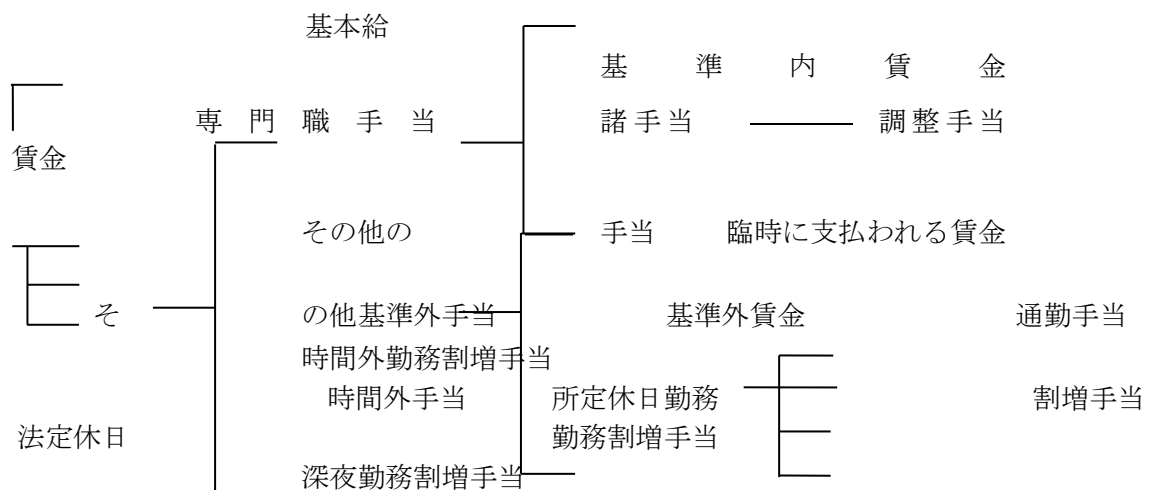 基本給
基準内賃金
専門職手当 諸手当 調整手当
賃金
その他の 手当 臨時に支払われる賃金
そ の他基準外手当 基準外賃金 通勤手当
時間外勤務割増手当
時間外手当 所定休日勤務 割増手当
法定休日 勤務割増手当
深夜勤務割増手当